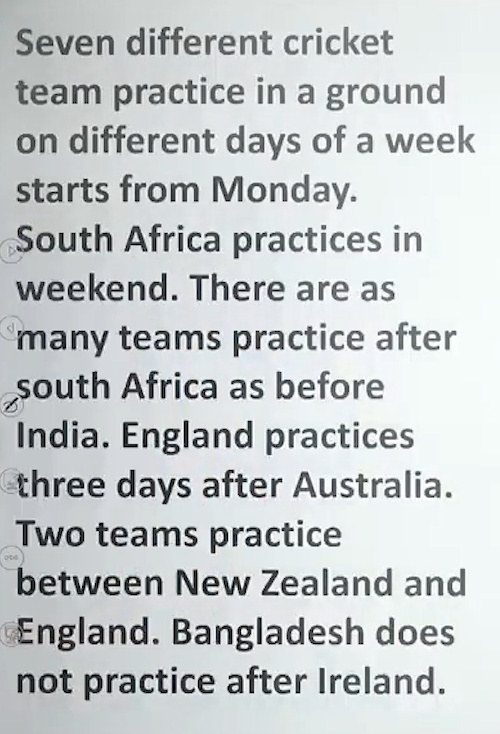 Seven different cricket
team practice in a ground
on different days of a week
starts from Monday.
South Africa practices in
weekend. There are as
many teams practice after
south Africa as before
India. England practices
three days after Australia.
Two teams practice
between New Zealand and
England. Bangladesh does
not practice after Ireland.